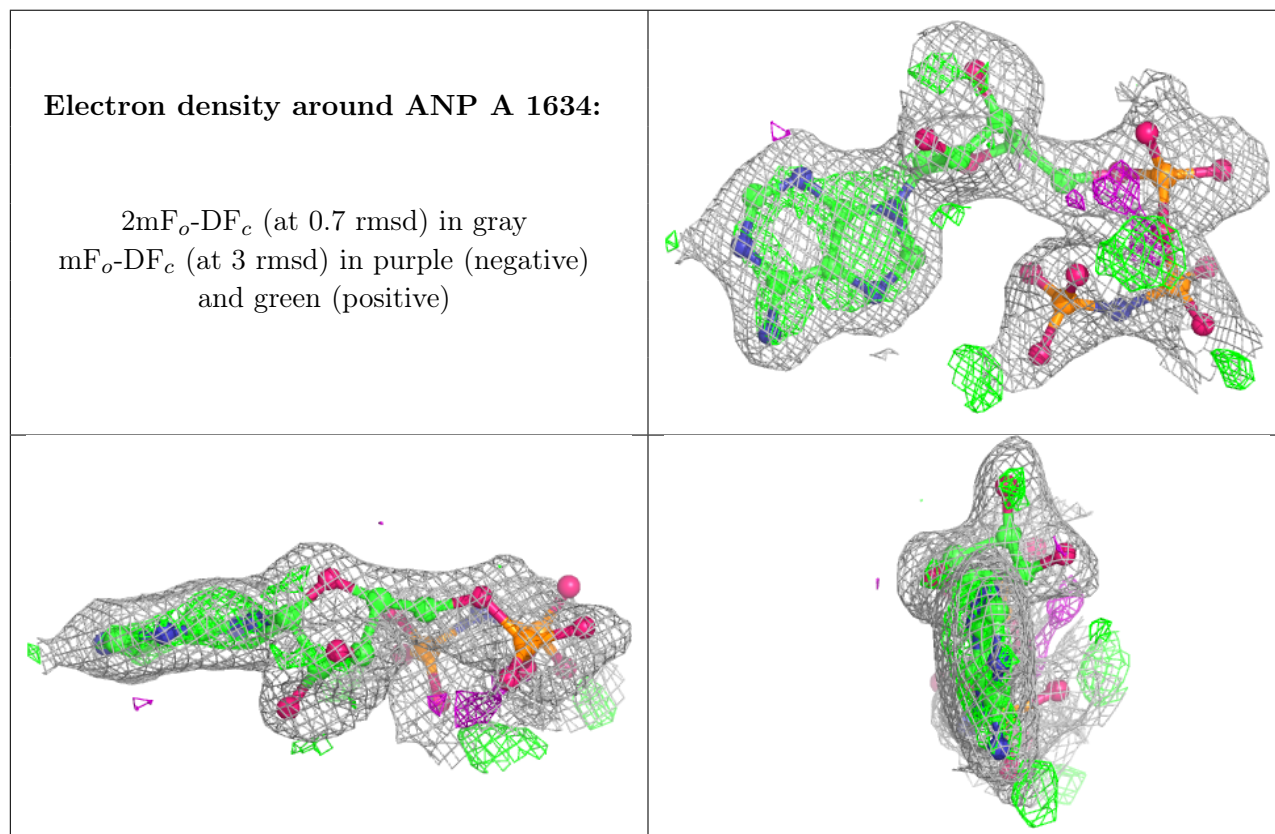 Electron density around ANP A 1634:
2mFo-DFc (at 0.7 rmsd) in gray
mFo-DFc (at 3 rmsd) in purple (negative)
and green (positive)